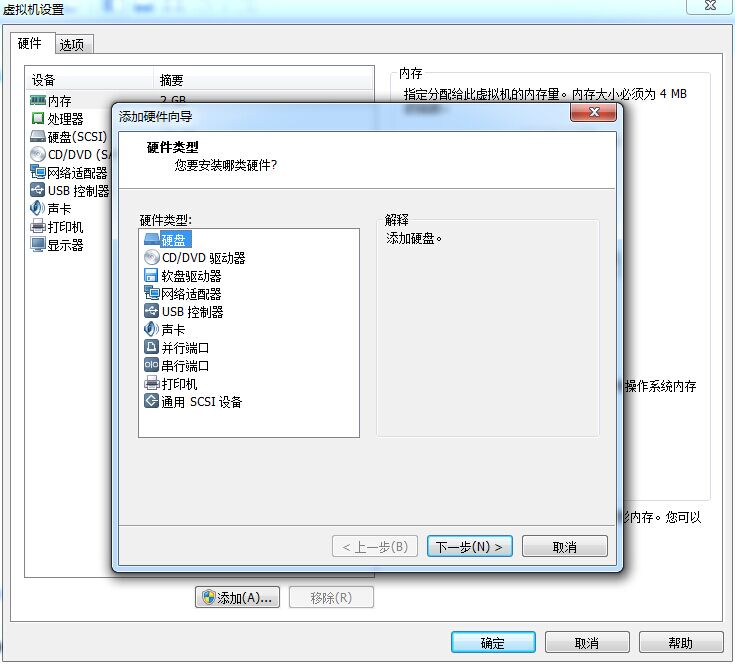 虚拟机设置
硬件
选项
设备
摘要
内存
2 GB
处理器
硬盘(SCSI)
CD/DVD (SA
网络适配器
USB 控制器
声卡
打印机
显示器
内存
指定分配给此虚拟机的内存量。内存大小必须为 4 MB
添加硬件向导
硬件类型
您要安装哪类硬件?
硬件类型:
硬盘
CD/DVD 驱动器
软盘驱动器
网络适配器
USB 控制器
声卡
并行端口
串行端口
打印机
通用 SCSI 设备
解释
添加硬盘。
操作系统内存
内存。您可以
< 上一步(B)
下一步(N) >
取消
添加(A)...
移除(R)
确定
取消
帮助